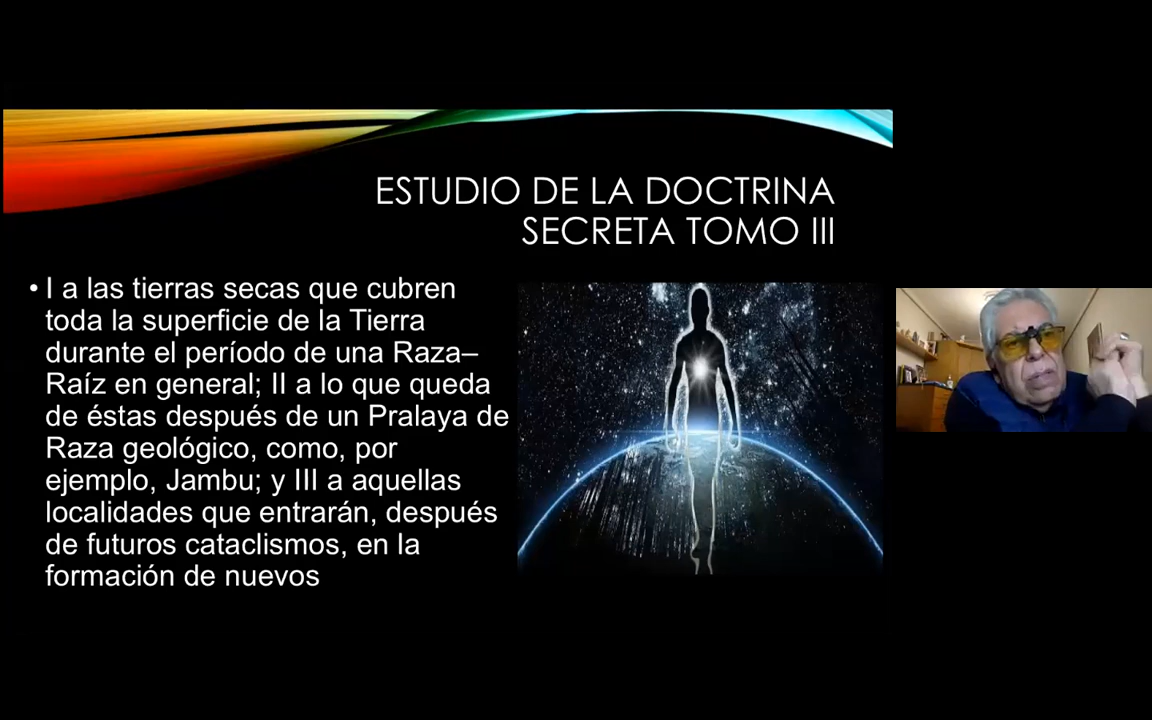 ESTUDIO DE LA DOCTRINA
SECRETA TOMO III
• I a las tierras secas que cubren
toda la superficie de la Tierra
durante el período de una Raza–
Raíz en general; II a lo que queda
de éstas después de un Pralaya de
Raza geológico, como, por
ejemplo, Jambu; y III a aquellas
localidades que entrarán, después
de futuros cataclismos, en la
formación de nuevos